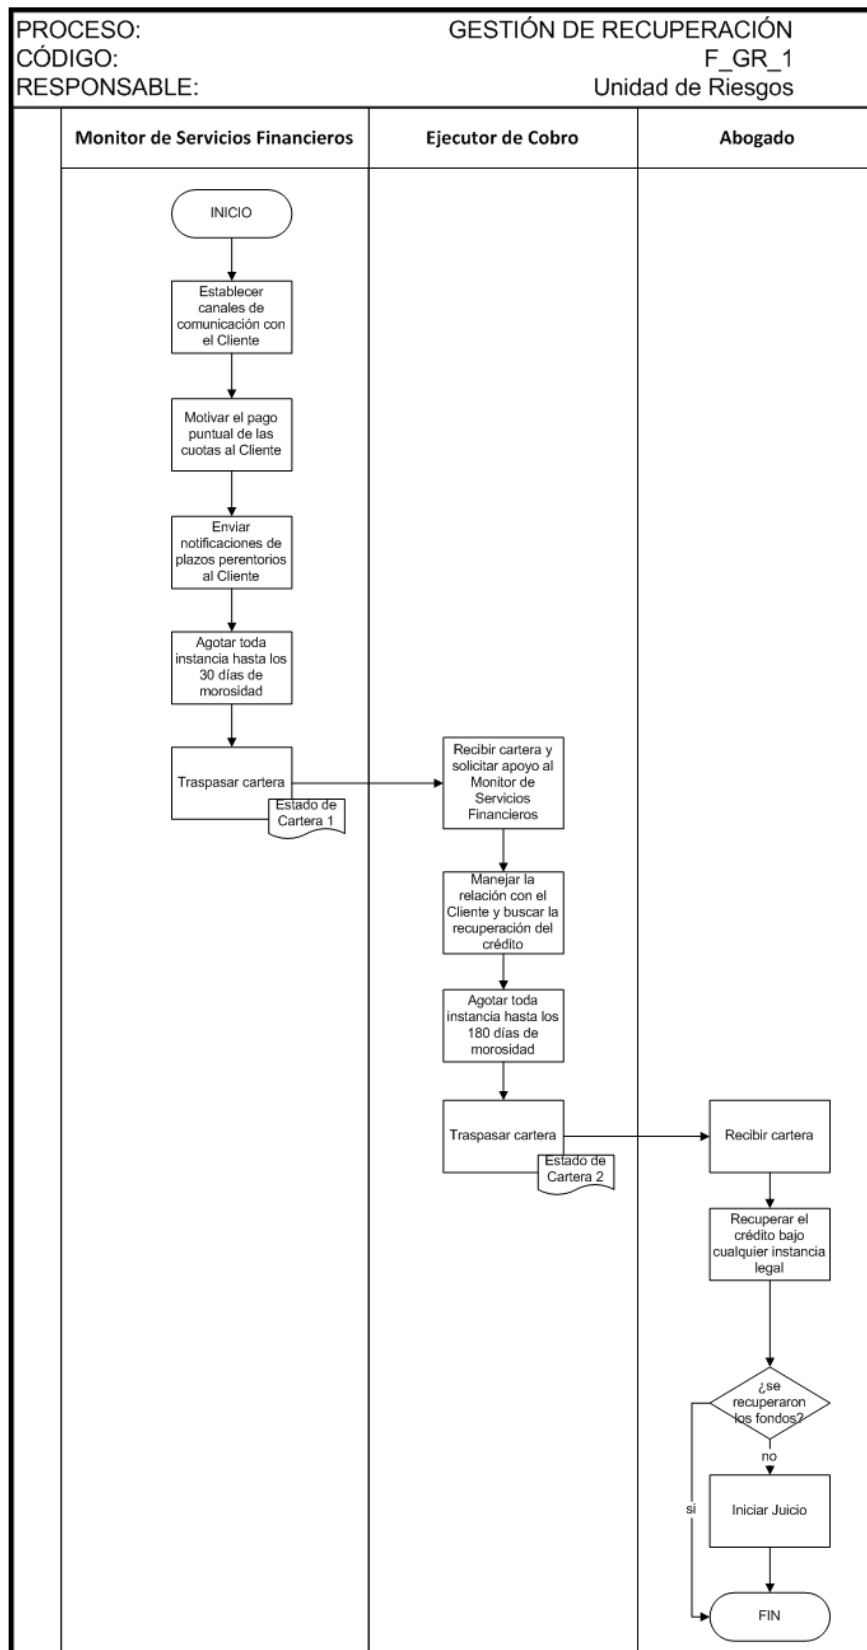 PROCESO: GESTIÓN DE RECUPERACIÓN
CÓDIGO: F_GR_1
RESPONSABLE: Unidad de Riesgos
Monitor de Servicios Financieros
Ejecutor de Cobro
Abogado
INICIO
Establecer
canales de
comunicación con
el Cliente
Motivar el pago
puntual de las
cuotas al Cliente
Enviar
notificaciones de
plazos perentorios
al Cliente
Agotar toda
instancia hasta los
30 días de
morosidad
Traspasar cartera
Estado de
Cartera 1
Recibir cartera y
solicitar apoyo al
Monitor de
Servicios
Financieros
Manejar la
relación con el
Cliente y buscar la
recuperación del
crédito
Agotar toda
instancia hasta los
180 días de
morosidad
Traspasar cartera
Estado de
Cartera 2
Recibir cartera
Recuperar el
crédito bajo
cualquier instancia
legal
¿se
recuperaron
los fondos?
no
si
Iniciar Juicio
FIN